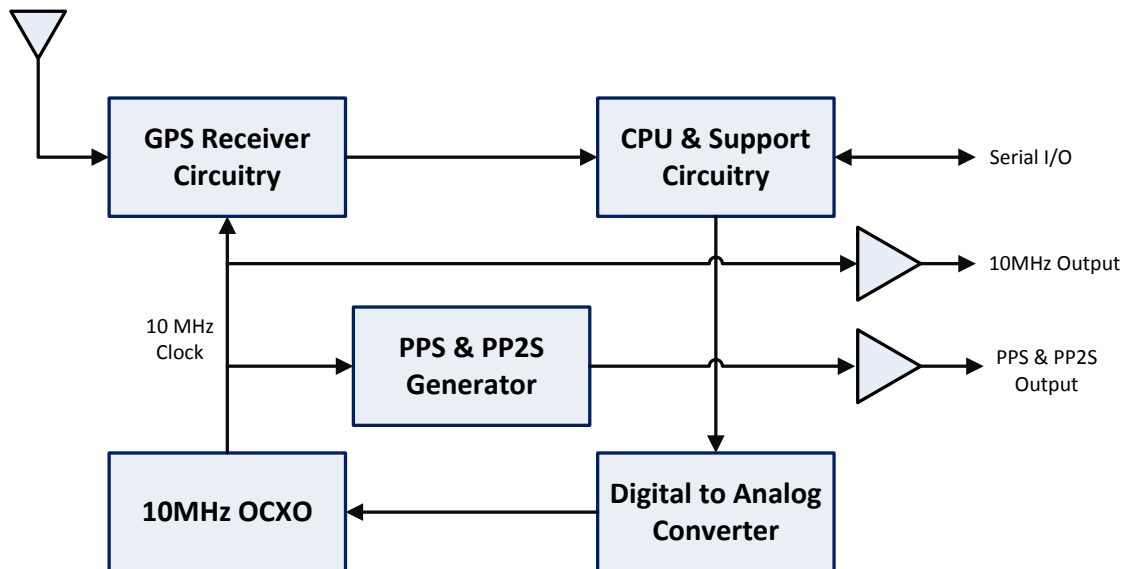 GPS Receiver
Circuitry
CPU & Support
Circuitry
Serial I/O
10MHz Output
10 MHz
Clock
PPS & PP2S
Generator
PPS & PP2S
Output
10MHz OCXO
Digital to Analog
Converter